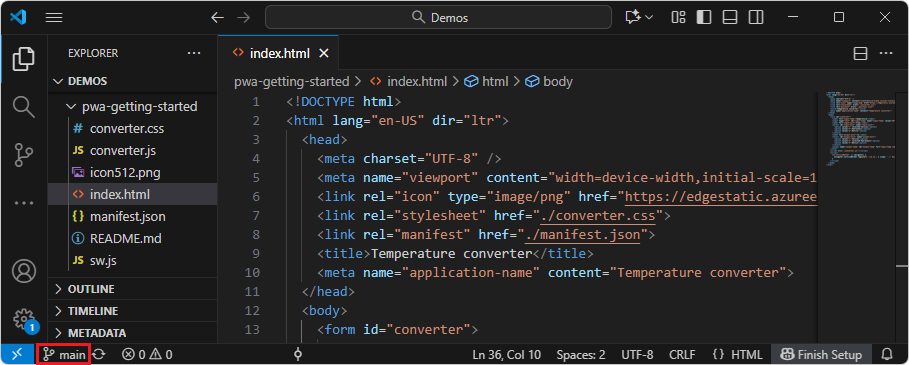 Demos
EXPLORER
DEMOS
pwa-getting-started
converter.css
JS converter.js
icon512.png
index.html
manifest.json
README.md
JS sw.js
OUTLINE
TIMELINE
METADATA
1
index.html
pwa-getting-started > <> index.html > html > body
1 <!DOCTYPE html>
2 <html lang="en-US" dir="ltr">
3 <head>
4 <meta charset="UTF-8" />
5 <meta name="viewport" content="width=device-width,initial-scale=1
6 <link rel="icon" type="image/png" href="https://edgestatic.azuree
7 <link rel="stylesheet" href="./converter.css">
8 <link rel="manifest" href="./manifest.json">
9 <title>Temperature converter</title>
10 <meta name="application-name" content="Temperature converter">
11 </head>
12 <body>
13 <form id="converter">
main 0 0 Ln 36, Col 10 Spaces: 2 UTF-8 CRLF {} HTML Finish Setup